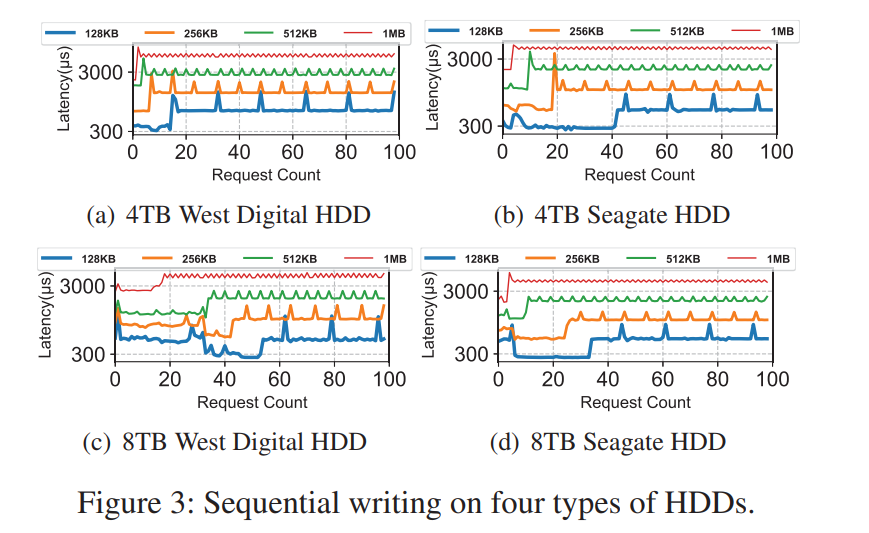 128KB 256KB 512KB 1MB
Latency(μs)
3000
300
0 20 40 60 80 100
Request Count
(a) 4TB West Digital HDD
128KB 256KB 512KB 1MB
Latency(μs)
3000
300
0 20 40 60 80 100
Request Count
(b) 4TB Seagate HDD
128KB 256KB 512KB 1MB
Latency(μs)
3000
300
0 20 40 60 80 100
Request Count
(c) 8TB West Digital HDD
128KB 256KB 512KB 1MB
Latency(μs)
3000
300
0 20 40 60 80 100
Request Count
(d) 8TB Seagate HDD
Figure 3: Sequential writing on four types of HDDs.